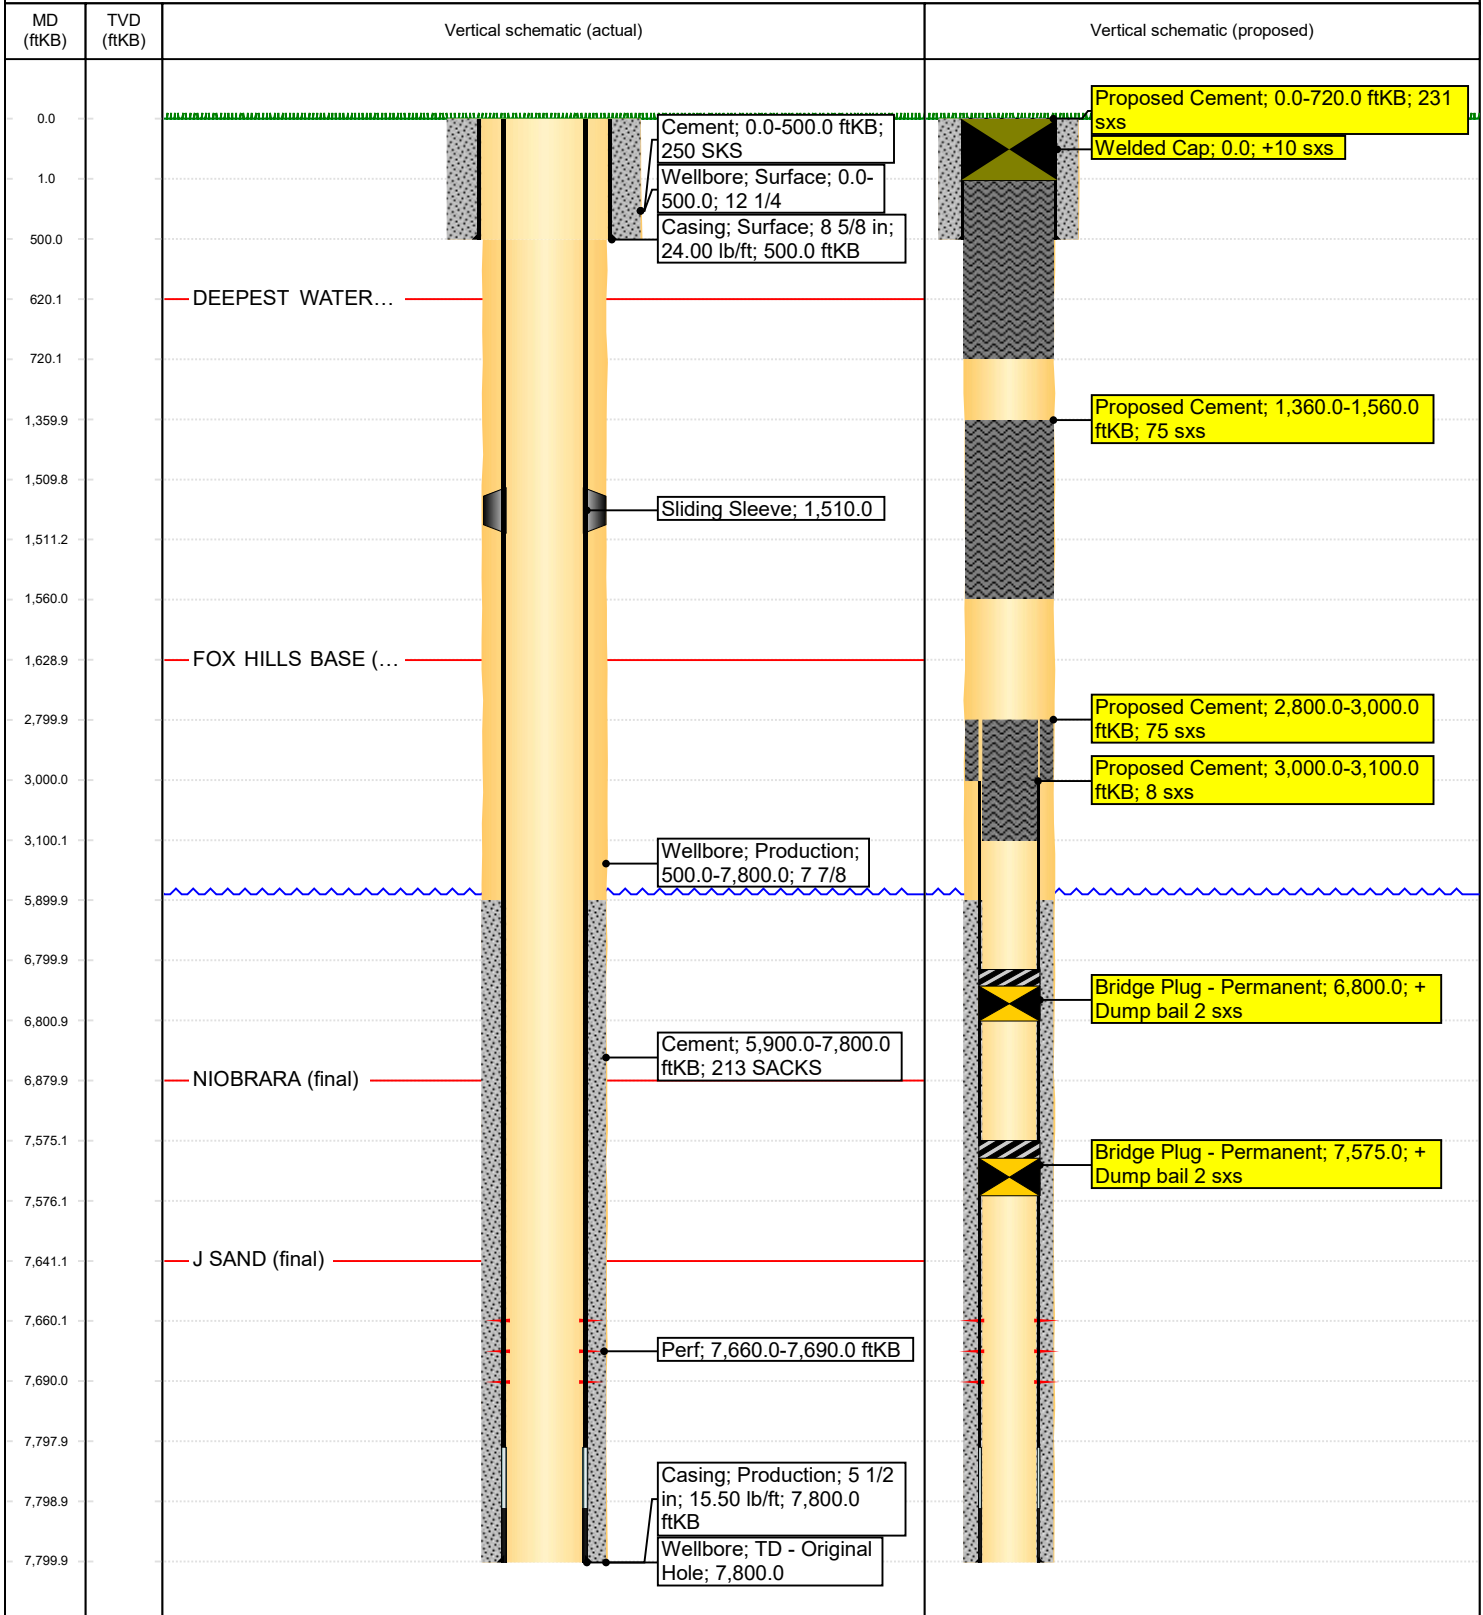 MD
(ftKB)
TVD
(ftKB)
Vertical schematic (actual)
Vertical schematic (proposed)
0.0
1.0
500.0
620.1
720.1
1,359.9
1,509.8
1,511.2
1,560.0
1,628.9
2,799.9
3,000.0
3,100.1
5,899.9
6,799.9
6,800.9
6,879.9
7,575.1
7,576.1
7,641.1
7,660.1
7,690.0
7,797.9
7,798.9
7,799.9
DEEPEST WATER…
FOX HILLS BASE (…
NIOBRARA (final)
J SAND (final)
Cement; 0.0-500.0 ftKB;
250 SKS
Wellbore; Surface; 0.0-
500.0; 12 1/4
Casing; Surface; 8 5/8 in;
24.00 lb/ft; 500.0 ftKB
Sliding Sleeve; 1,510.0
Wellbore; Production;
500.0-7,800.0; 7 7/8
Cement; 5,900.0-7,800.0
ftKB; 213 SACKS
Perf; 7,660.0-7,690.0 ftKB
Casing; Production; 5 1/2
in; 15.50 lb/ft; 7,800.0
ftKB
Wellbore; TD - Original
Hole; 7,800.0
Proposed Cement; 0.0-720.0 ftKB; 231
sxs
Welded Cap; 0.0; +10 sxs
Proposed Cement; 1,360.0-1,560.0
ftKB; 75 sxs
Proposed Cement; 2,800.0-3,000.0
ftKB; 75 sxs
Proposed Cement; 3,000.0-3,100.0
ftKB; 8 sxs
Bridge Plug - Permanent; 6,800.0; +
Dump bail 2 sxs
Bridge Plug - Permanent; 7,575.0; +
Dump bail 2 sxs